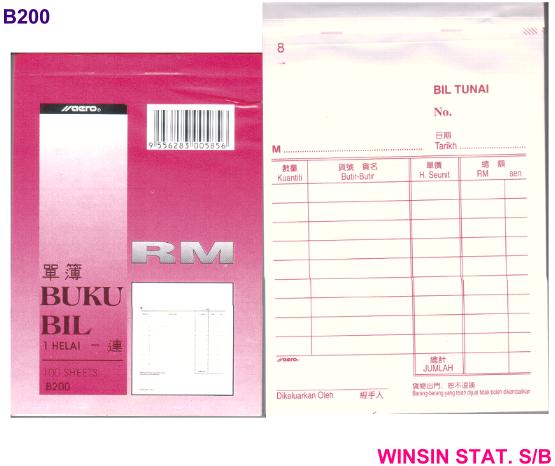 B200
aero®
9 556283 005856
RM
單簿
BUKU
BIL
1 HELAI 一連
100 SHEETS
B200
8
BIL TUNAI
No.
日期
Tarikh
M
數量 貨號 貨名 單價 總額
Kuantiti Butir-Butir H. Seunit RM sen
aero®
總計
JUMLAH
Dikeluarkan Oleh 經手人
貨物出門，恕不退換
Barang-barang yang telah dijual tidak boleh dikembalikan
WINSIN STAT. S/B